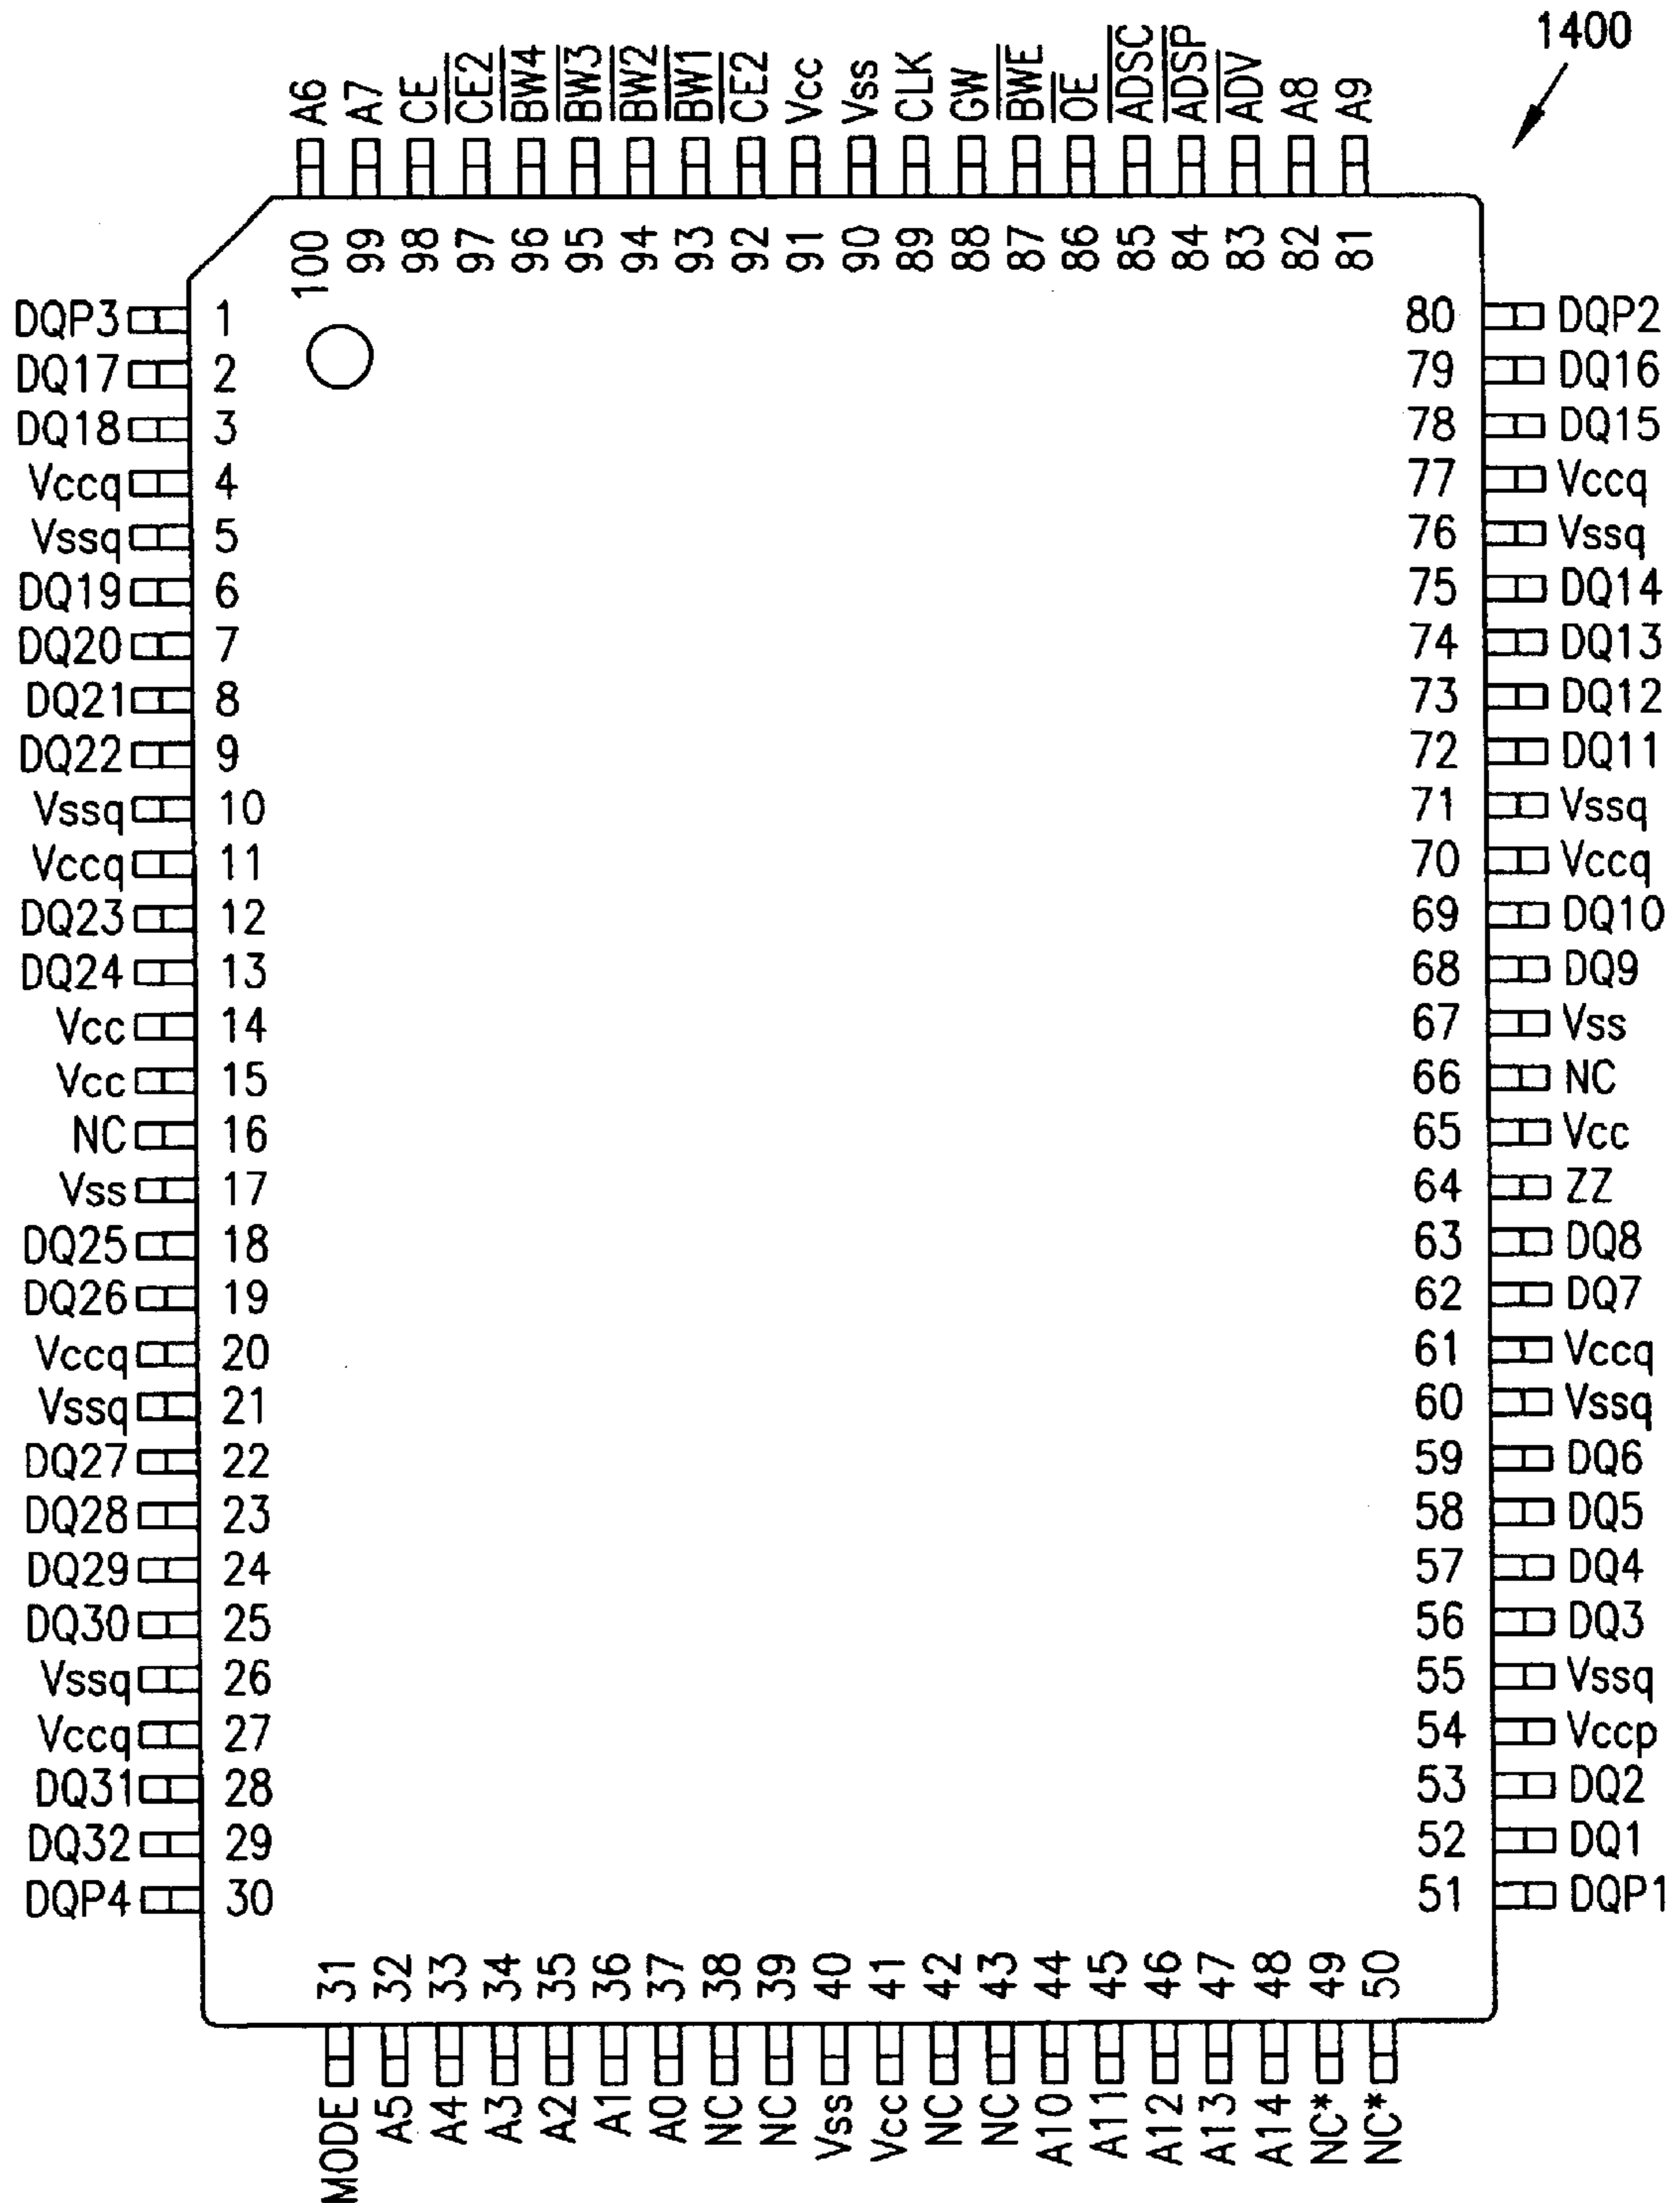 1400
A6 A7 CE CE2 BW4 BW3 BW2 BW1 CE2 Vcc Vss CLK GW BWE OE ADSC ADSP ADV A8 A9
100 99 98 97 96 95 94 93 92 91 90 89 88 87 86 85 84 83 82 81
DQP3 1 80 DQP2
DQ17 2 79 DQ16
DQ18 3 78 DQ15
Vccq 4 77 Vccq
Vssq 5 76 Vssq
DQ19 6 75 DQ14
DQ20 7 74 DQ13
DQ21 8 73 DQ12
DQ22 9 72 DQ11
Vssq 10 71 Vssq
Vccq 11 70 Vccq
DQ23 12 69 DQ10
DQ24 13 68 DQ9
Vcc 14 67 Vss
Vcc 15 66 NC
NC 16 65 Vcc
Vss 17 64 ZZ
DQ25 18 63 DQ8
DQ26 19 62 DQ7
Vccq 20 61 Vccq
Vssq 21 60 Vssq
DQ27 22 59 DQ6
DQ28 23 58 DQ5
DQ29 24 57 DQ4
DQ30 25 56 DQ3
Vssq 26 55 Vssq
Vccq 27 54 Vccp
DQ31 28 53 DQ2
DQ32 29 52 DQ1
DQP4 30 51 DQP1
31 32 33 34 35 36 37 38 39 40 41 42 43 44 45 46 47 48 49 50
MODE A5 A4 A3 A2 A1 A0 NC NC Vss Vcc NC NC A10 A11 A12 A13 A14 NC* NC*